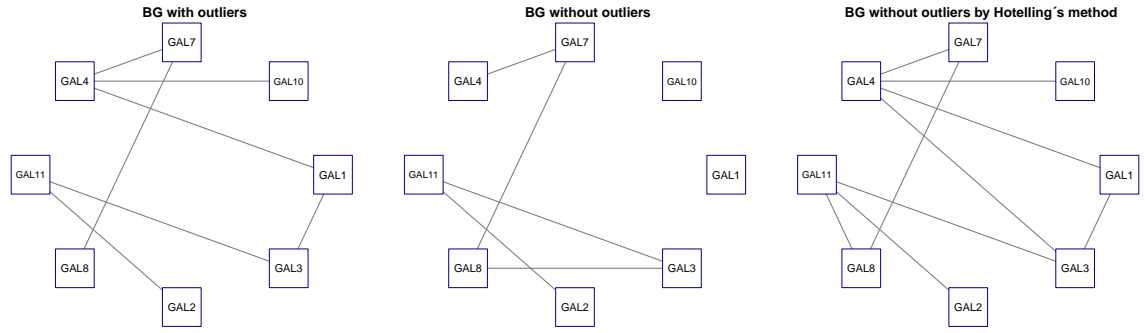 BG with outliers
GAL7
GAL4
GAL10
GAL11
GAL1
GAL8
GAL3
GAL2
BG without outliers
GAL7
GAL4
GAL10
GAL11
GAL1
GAL8
GAL3
GAL2
BG without outliers by Hotelling´s method
GAL7
GAL4
GAL10
GAL11
GAL1
GAL8
GAL3
GAL2